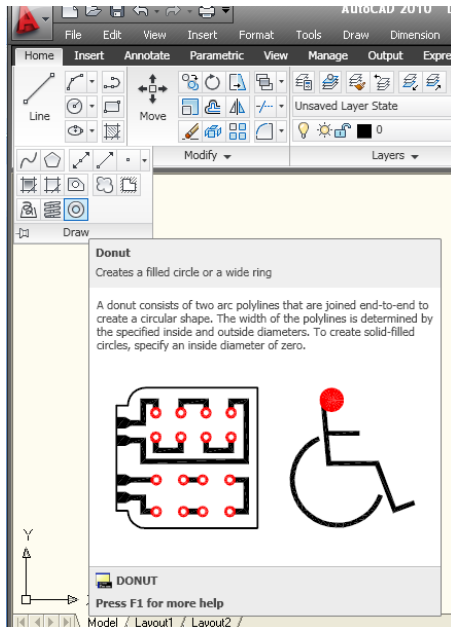 AutoCAD 2010
File Edit View Insert Format Tools Draw Dimension
Home Insert Annotate Parametric View Manage Output Expre
Line
Move
Unsaved Layer State
0
Modify
Layers
Draw
Donut
Creates a filled circle or a wide ring
A donut consists of two arc polylines that are joined end-to-end to
create a circular shape. The width of the polylines is determined by
the specified inside and outside diameters. To create solid-filled
circles, specify an inside diameter of zero.
Y
DONUT
Press F1 for more help
Model / Layout1 / Layout2 /